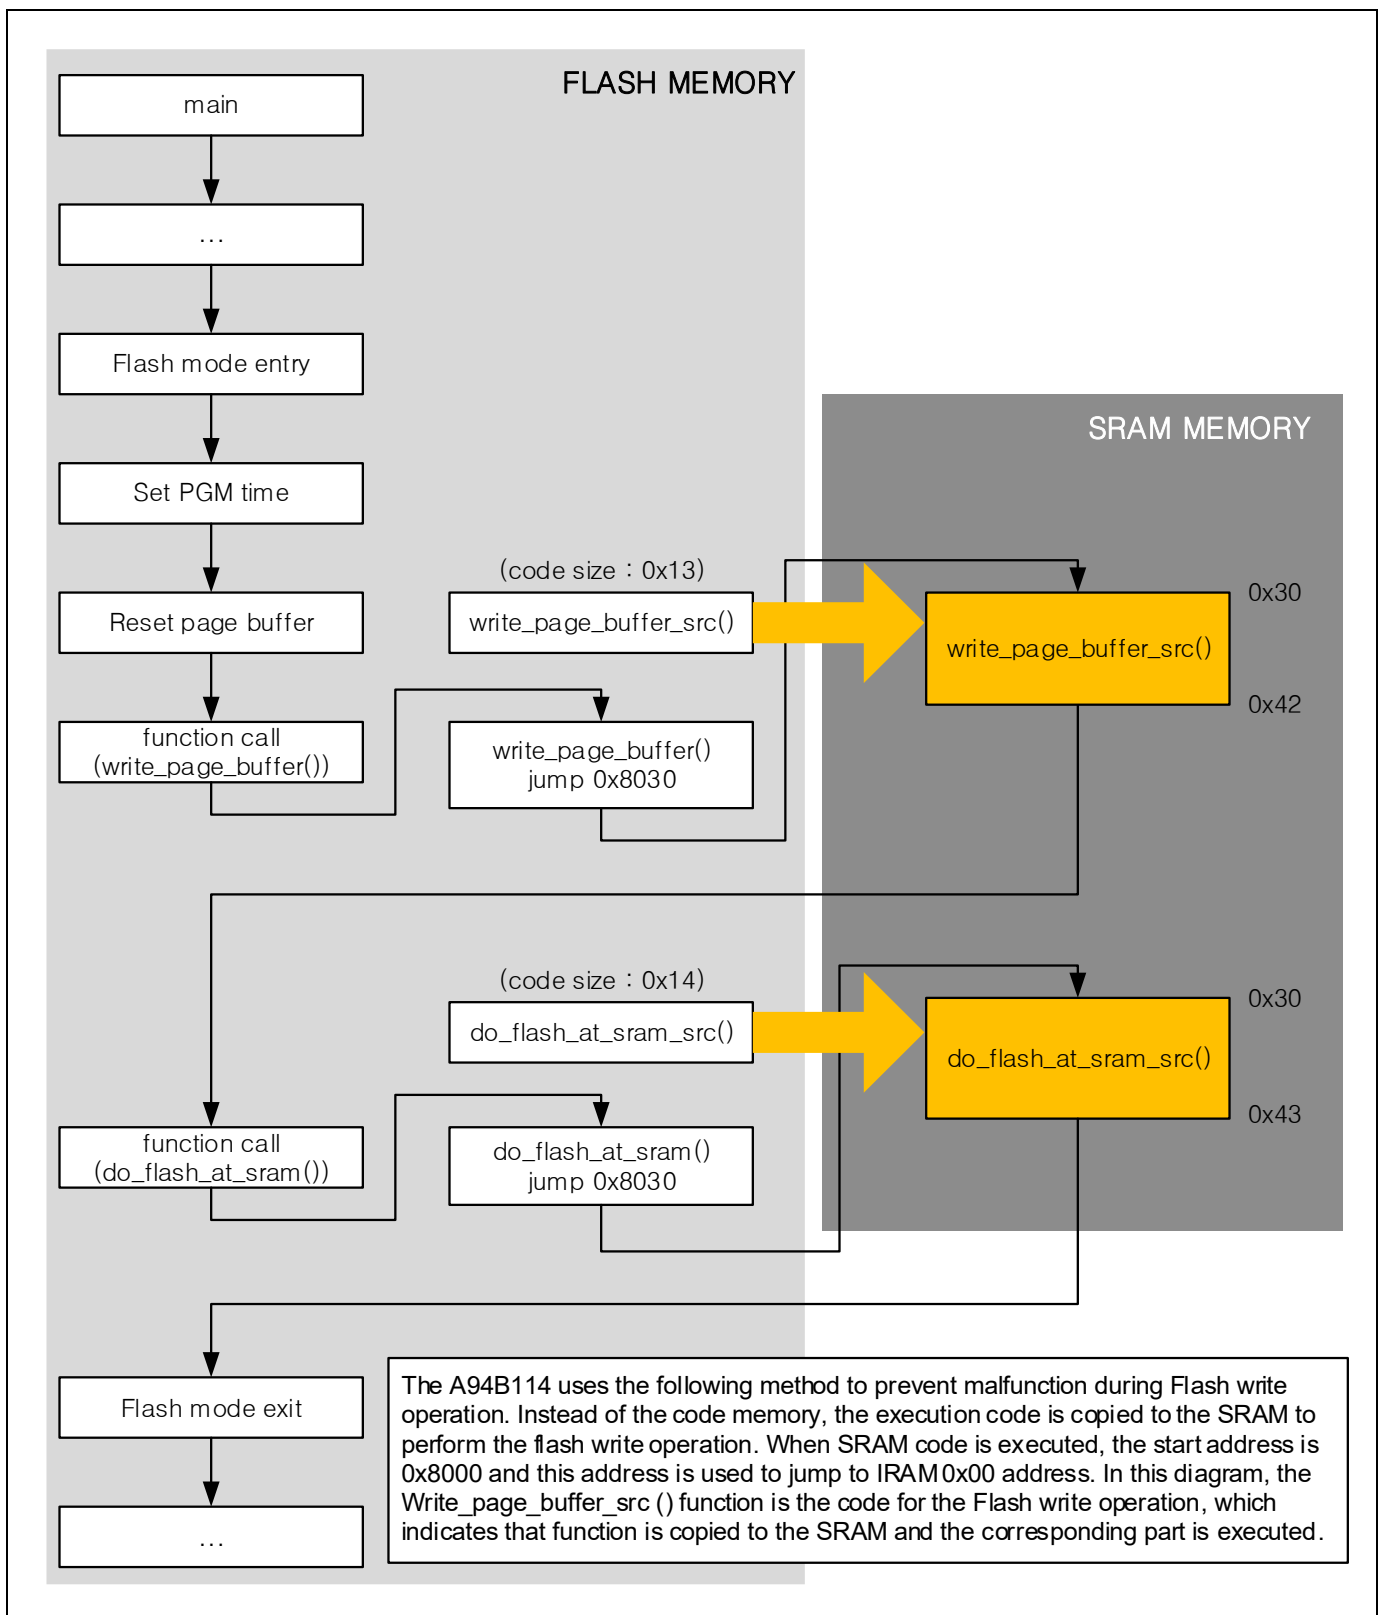 FLASH MEMORY
main
...
Flash mode entry
SRAM MEMORY
Set PGM time
(code size : 0x13)
Reset page buffer
write_page_buffer_src()
write_page_buffer_src()
0x30
0x42
function call
(write_page_buffer())
write_page_buffer()
jump 0x8030
(code size : 0x14)
do_flash_at_sram_src()
do_flash_at_sram_src()
0x30
0x43
function call
(do_flash_at_sram())
do_flash_at_sram()
jump 0x8030
Flash mode exit
...
The A94B114 uses the following method to prevent malfunction during Flash write
operation. Instead of the code memory, the execution code is copied to the SRAM to
perform the flash write operation. When SRAM code is executed, the start address is
0x8000 and this address is used to jump to IRAM 0x00 address. In this diagram, the
Write_page_buffer_src () function is the code for the Flash write operation, which
indicates that function is copied to the SRAM and the corresponding part is executed.